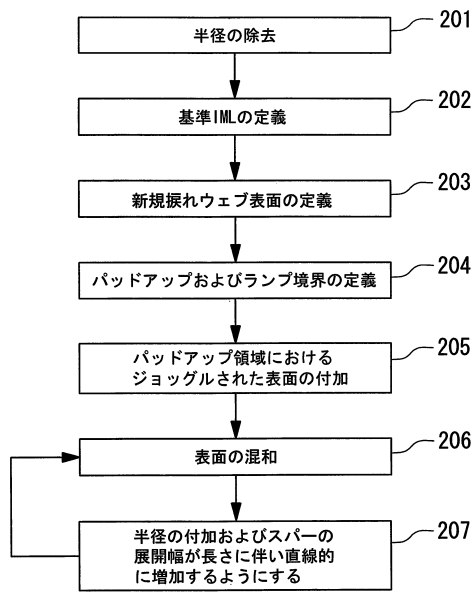 201
半径の除去
202
基準IMLの定義
203
新規捩れウェブ表面の定義
204
パッドアップおよびランプ境界の定義
205
パッドアップ領域における
ジョッグルされた表面の付加
206
表面の混和
207
半径の付加およびスパーの
展開幅が長さに伴い直線的
に増加するようにする